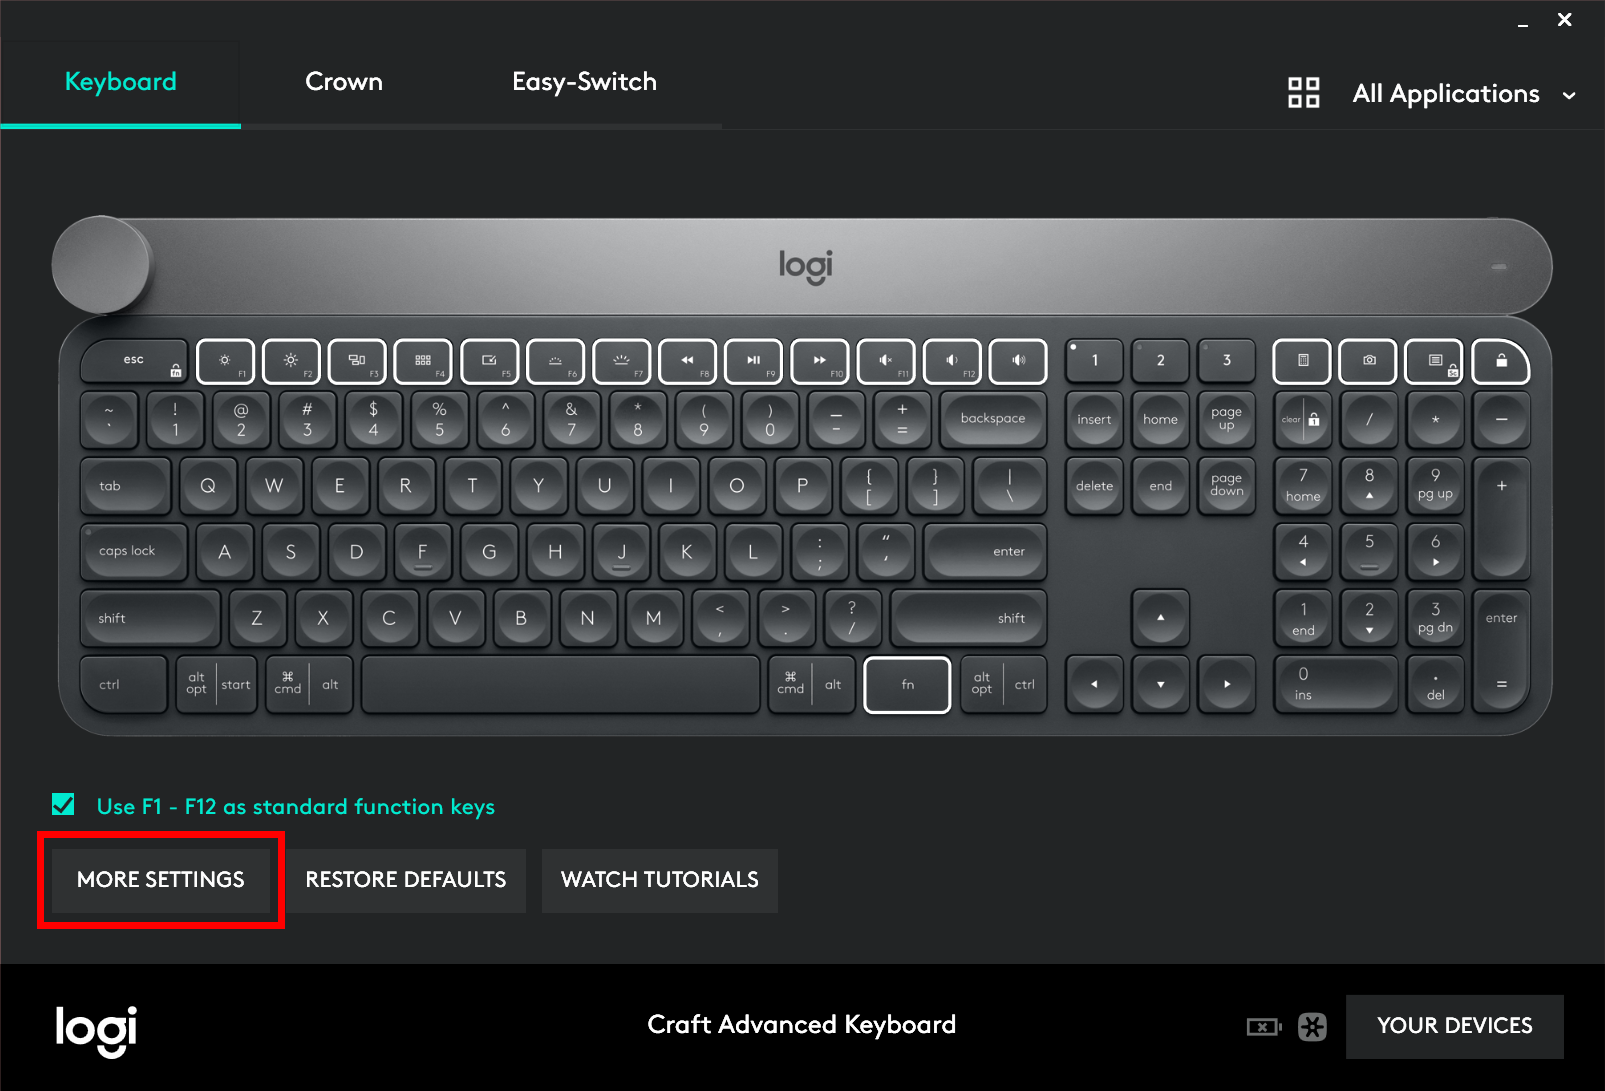 Keyboard Crown Easy-Switch All Applications
logi
esc fn F1 F2 F3 F4 F5 F6 F7 F8 F9 F10 F11 F12 1 2 3 Sc
~ ` ! 1 @ 2 # 3 $ 4 % 5 ^ 6 & 7 * 8 ( 9 ) 0 _ - + = backspace insert home page up clear 1 / * −
tab Q W E R T Y U I O P { [ } ] | \ delete end page down 7 home 8 9 pg up +
caps lock A S D F G H J K L : ; “ ‘ enter 4 5 6
shift Z X C V B N M < , > . ? / shift 1 end 2 3 pg dn enter =
ctrl alt opt start ⌘ cmd alt ⌘ cmd alt fn alt opt ctrl 0 ins . del
Use F1 - F12 as standard function keys
MORE SETTINGS RESTORE DEFAULTS WATCH TUTORIALS
logi Craft Advanced Keyboard YOUR DEVICES